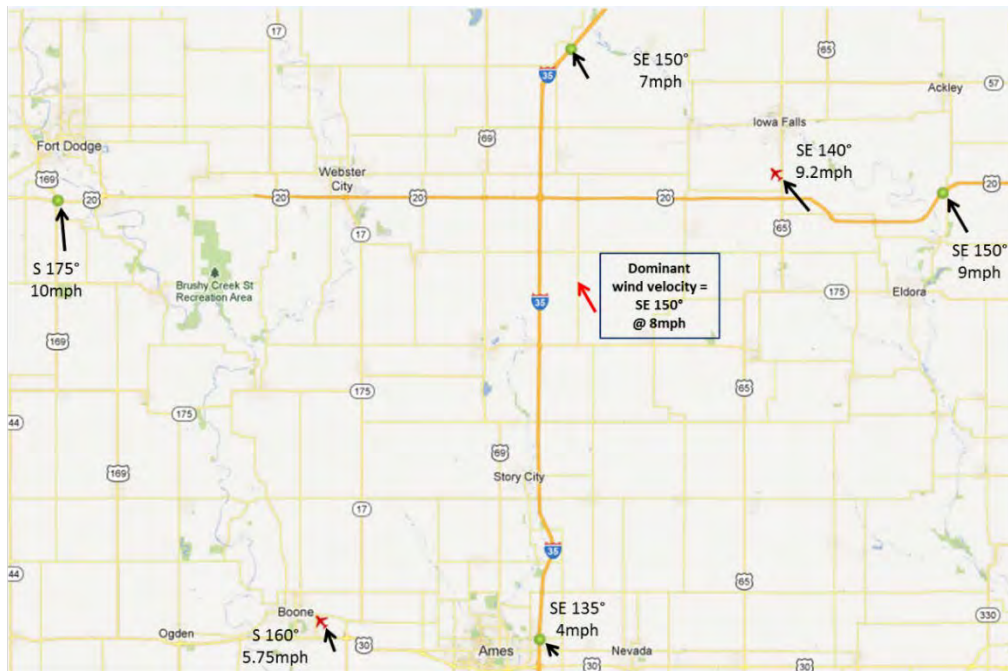 17
35
SE 150°
7mph
65
57
Ackley
Iowa Falls
69
Fort Dodge
169
20
Webster
City
20
20
SE 140°
9.2mph
20
20
17
65
S 175°
10mph
Brushy Creek St
Recreation Area
Dominant
wind velocity =
SE 150°
@ 8mph
SE 150°
9mph
175
Eldora
35
169
175
65
175
44
69
169
Story City
17
35
44
65
Boone
Ogden
S 160°
5.75mph
30
Ames
SE 135°
4mph
Nevada
330
30
30